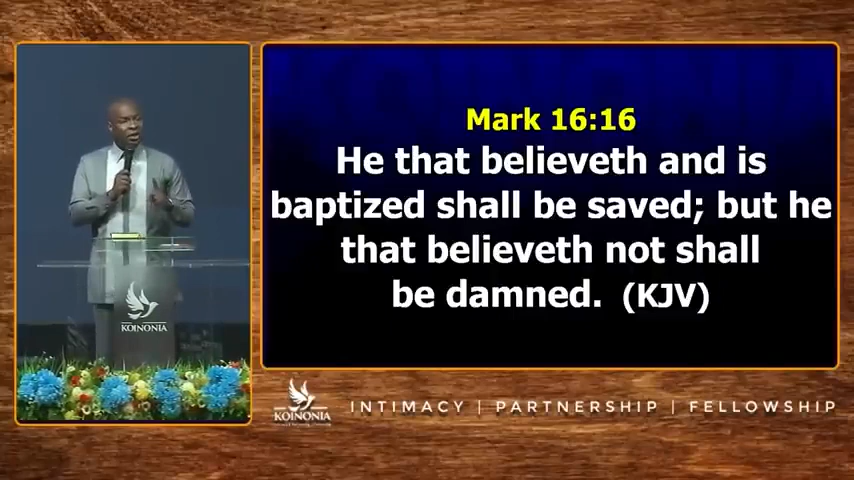 Mark 16:16
He that believeth and is
baptized shall be saved; but he
that believeth not shall
be damned. (KJV)
KOINONIA
KOINONIA
INTIMACY | PARTNERSHIP | FELLOWSHIP